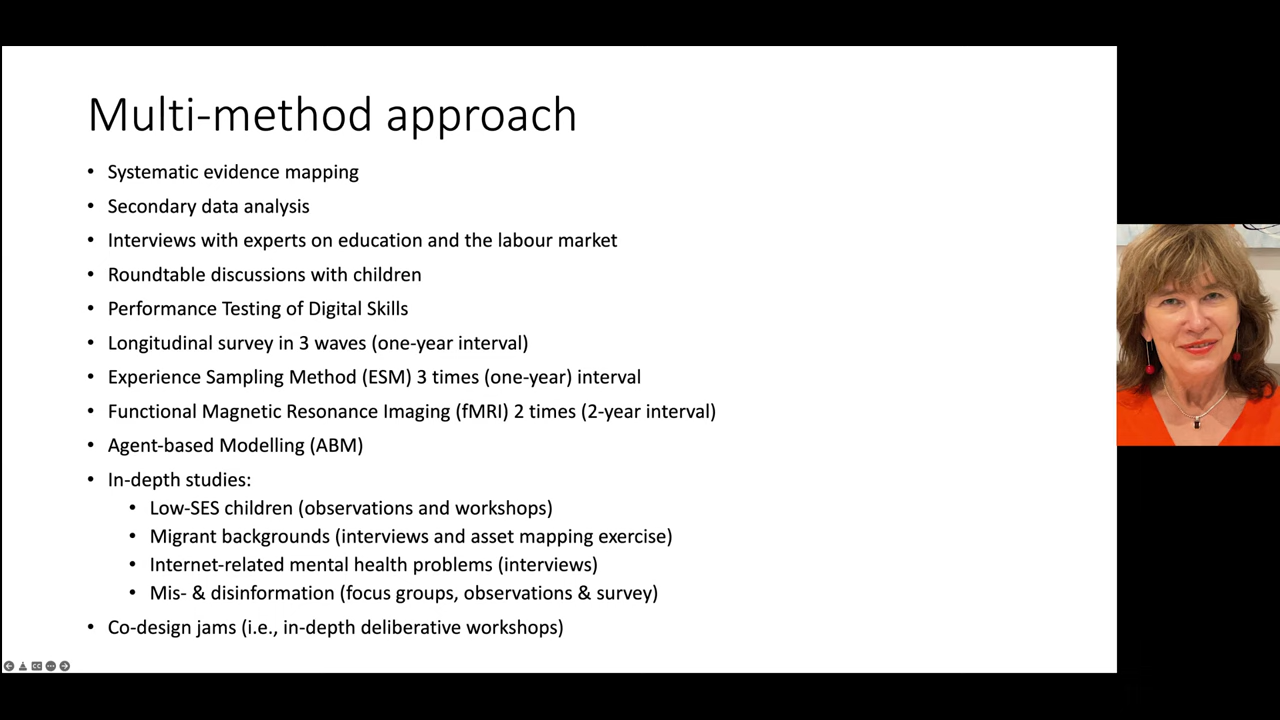 Multi-method approach
• Systematic evidence mapping
• Secondary data analysis
• Interviews with experts on education and the labour market
• Roundtable discussions with children
• Performance Testing of Digital Skills
• Longitudinal survey in 3 waves (one-year interval)
• Experience Sampling Method (ESM) 3 times (one-year) interval
• Functional Magnetic Resonance Imaging (fMRI) 2 times (2-year interval)
• Agent-based Modelling (ABM)
• In-depth studies:
• Low-SES children (observations and workshops)
• Migrant backgrounds (interviews and asset mapping exercise)
• Internet-related mental health problems (interviews)
• Mis- & disinformation (focus groups, observations & survey)
• Co-design jams (i.e., in-depth deliberative workshops)